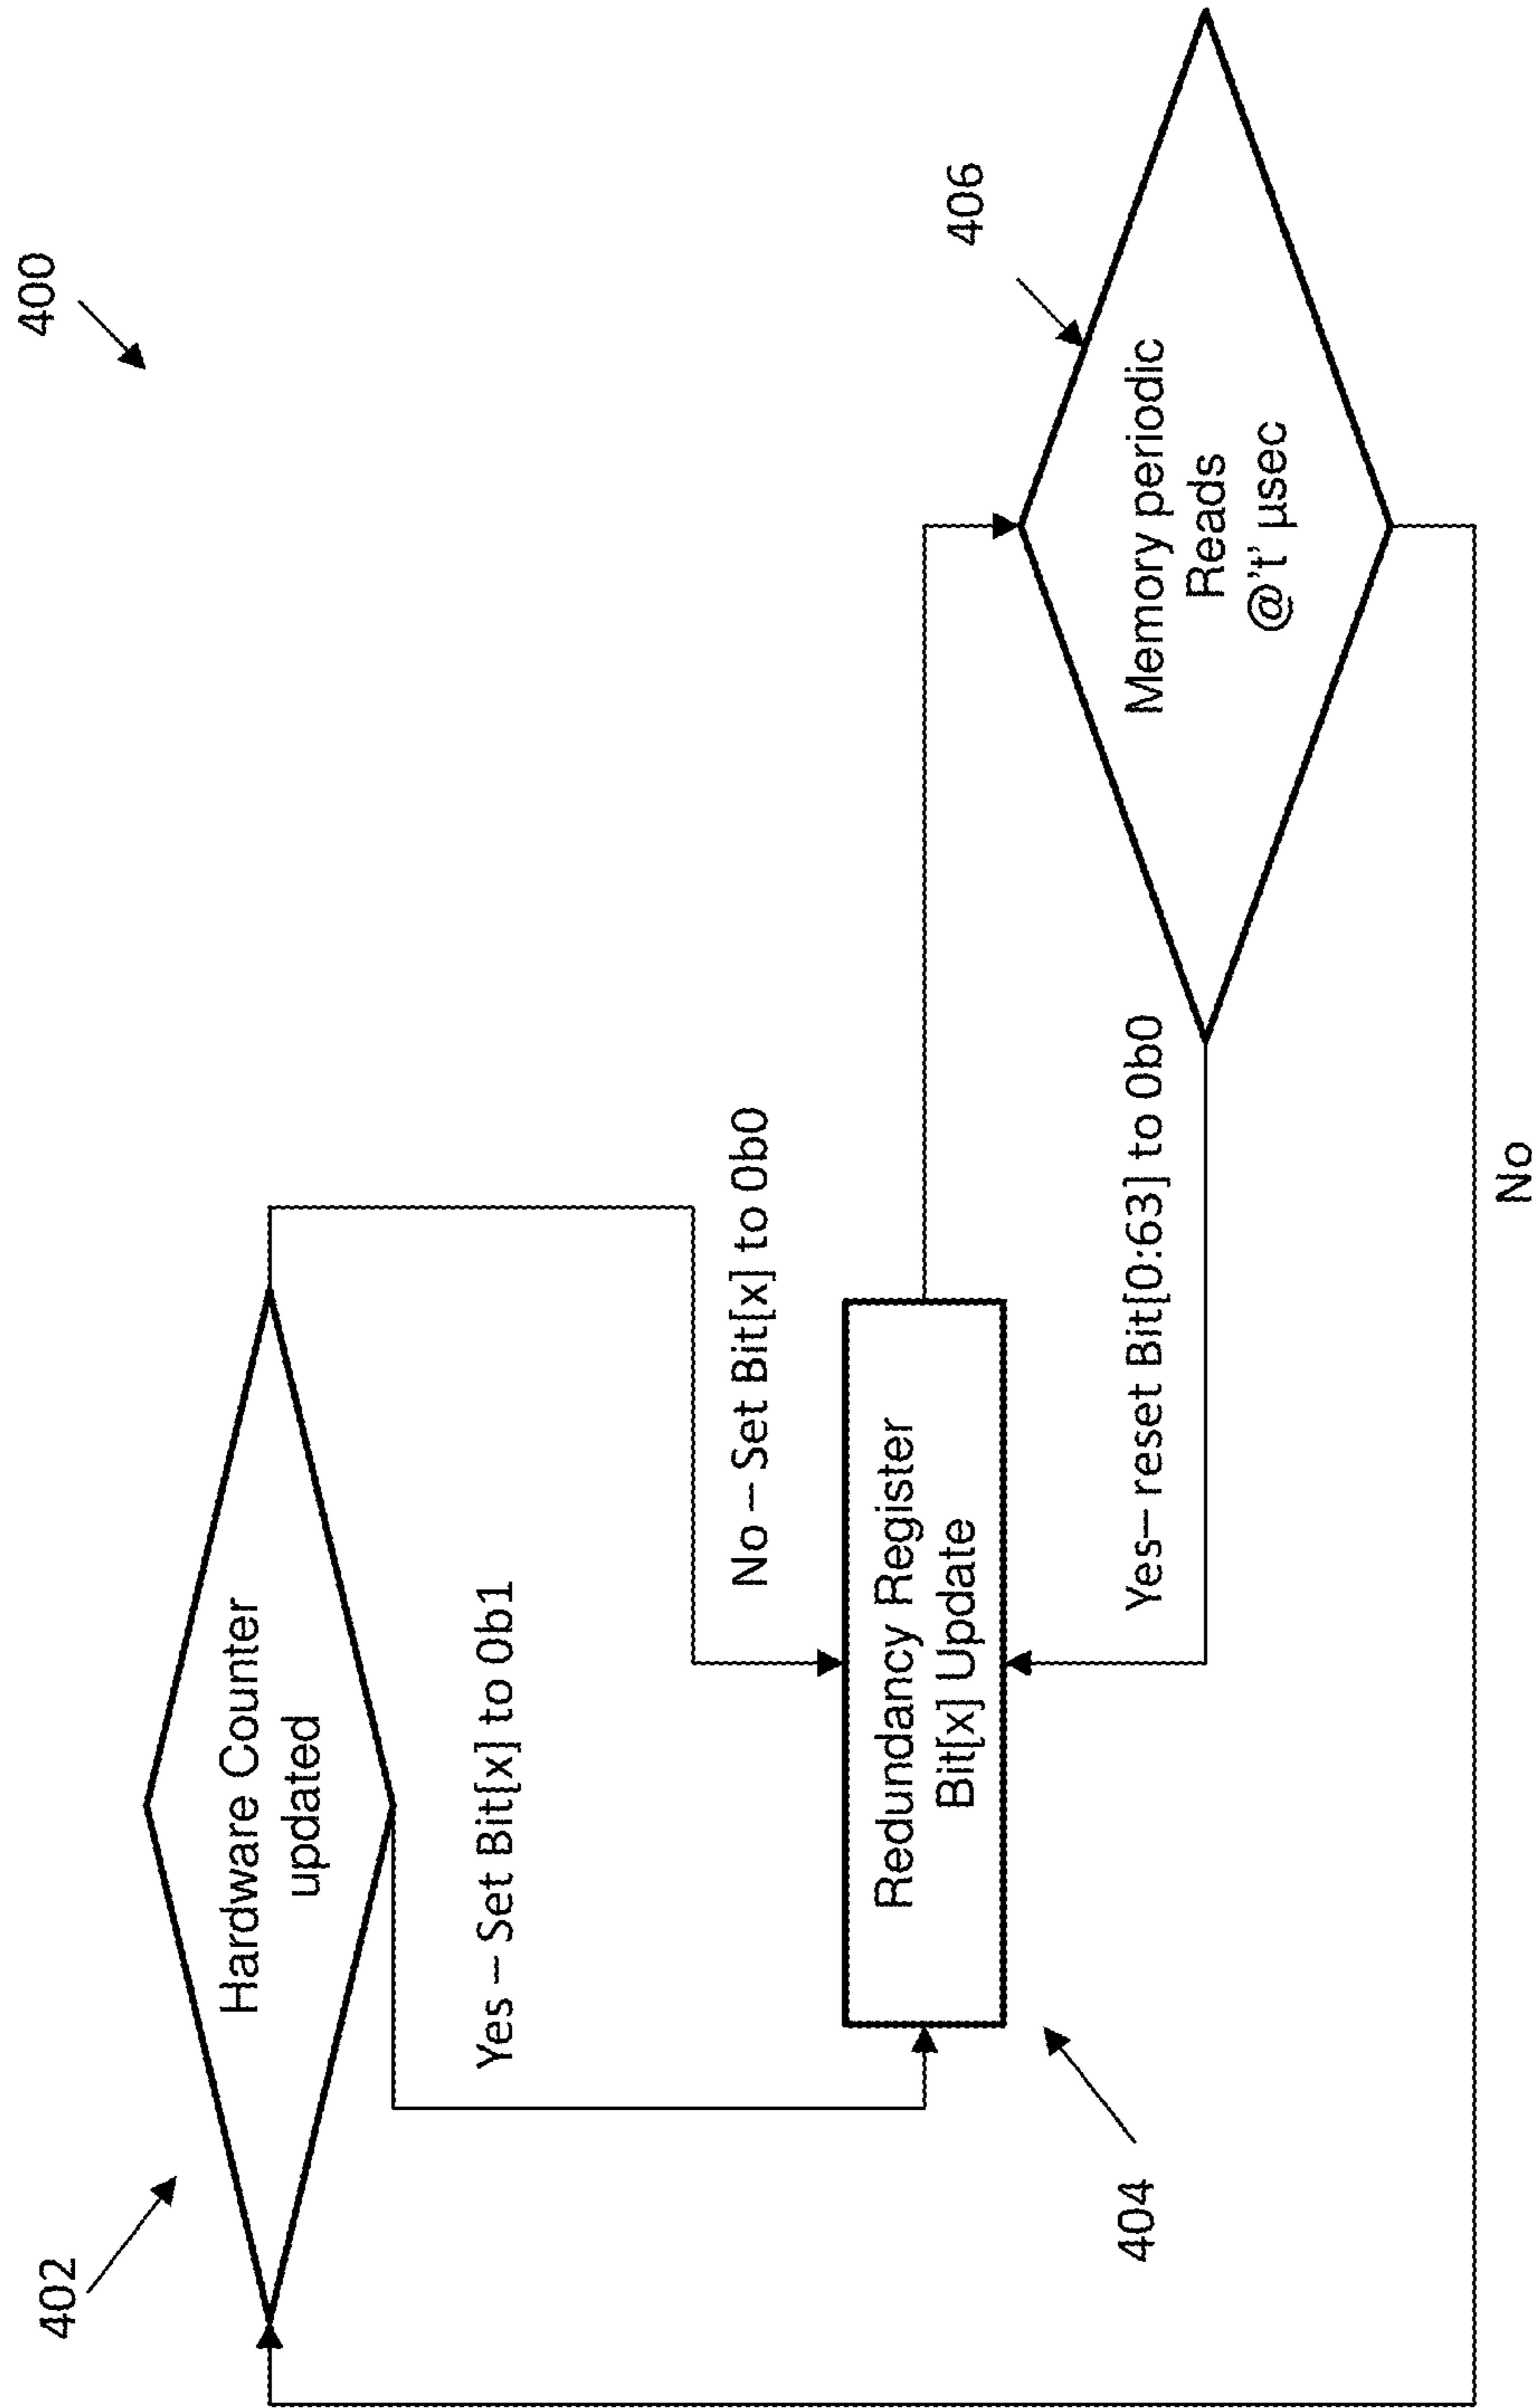 400
402
Hardware Counter
updated
Yes – Set Bit[x] to 0b1
No – Set Bit[x] to 0b0
404
Redundancy Register
Bit[x] Update
406
Memory periodic
Reads
@'t' µsec
Yes– reset Bit[0:63] to 0b0
No